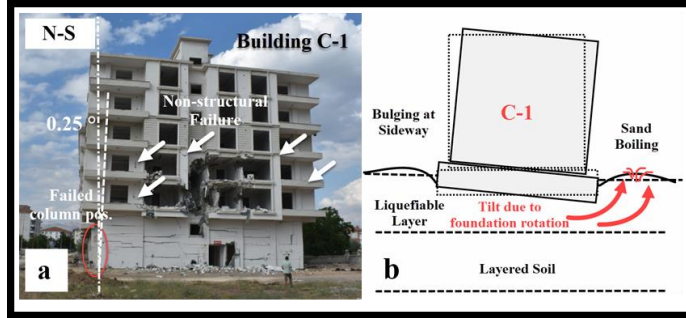 N-S
Building C-1
Non-structural
Failure
0.25°
Failed
column pos.
a
C-1
Bulging at
Sideway
Sand
Boiling
Liquefiable
Layer
Tilt due to
foundation rotation
Layered Soil
b